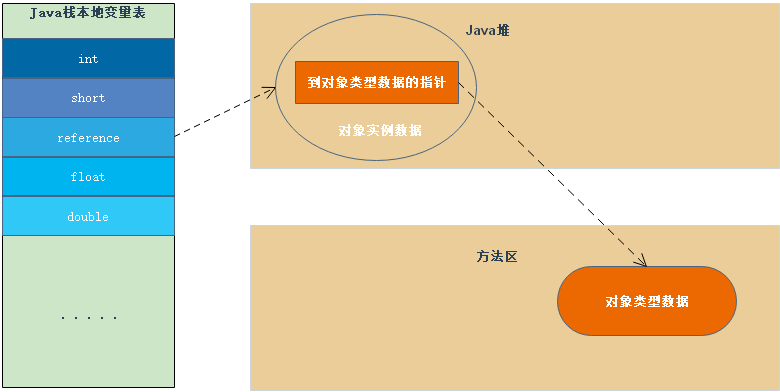 Java栈本地变量表
int
short
reference
float
double
.....
Java堆
到对象类型数据的指针
对象实例数据
方法区
对象类型数据